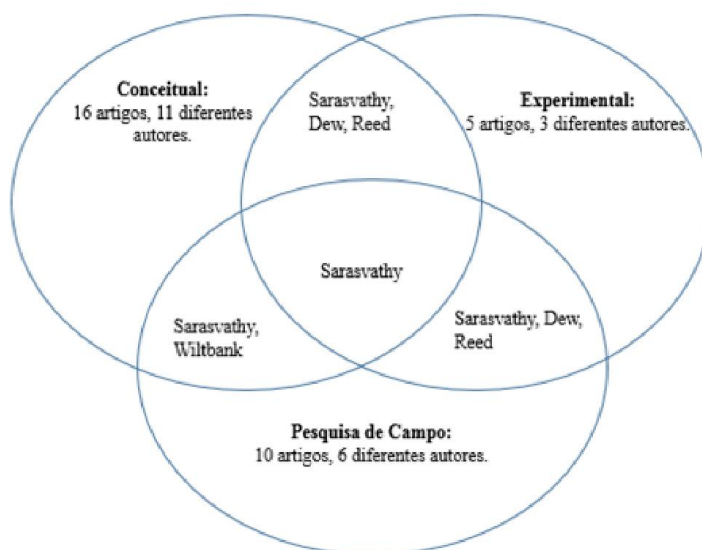 Conceitual:
16 artigos, 11 diferentes
autores.
Sarasvathy,
Dew, Reed
Experimental:
5 artigos, 3 diferentes autores.
Sarasvathy
Sarasvathy,
Wiltbank
Sarasvathy, Dew,
Reed
Pesquisa de Campo:
10 artigos, 6 diferentes autores.